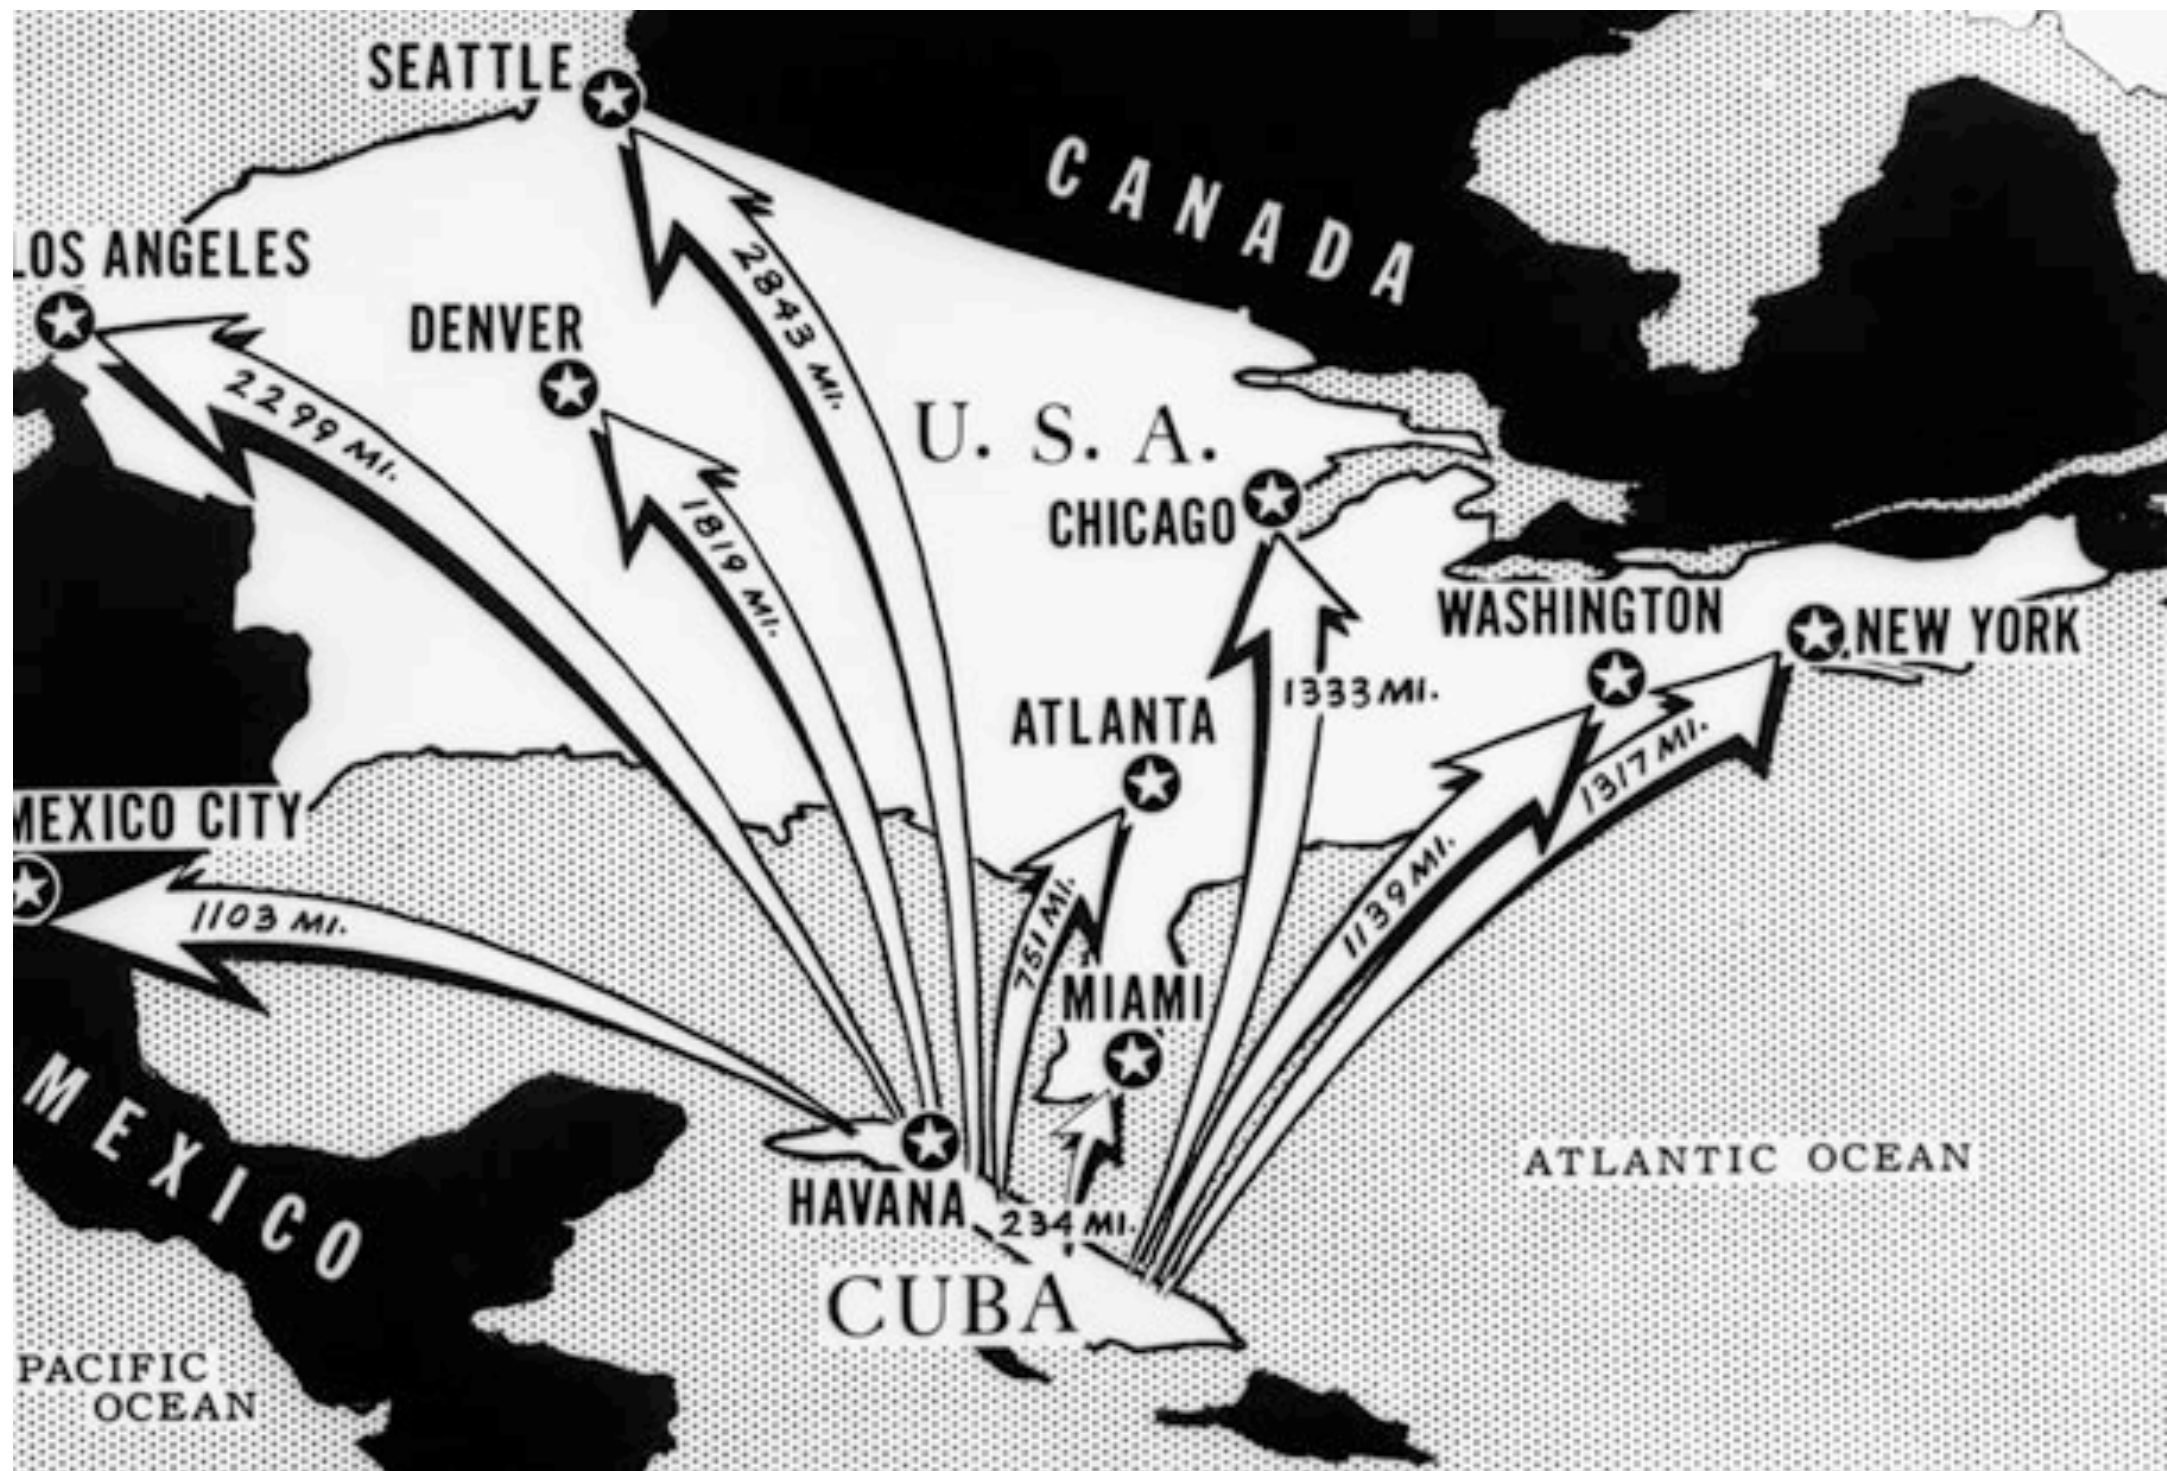 SEATTLE
CANADA
LOS ANGELES
2843 MI.
DENVER
2299 MI.
U. S. A.
CHICAGO
1819 MI.
WASHINGTON
NEW YORK
1333 MI.
ATLANTA
1317 MI.
MEXICO CITY
1103 MI.
751 MI.
1139 MI.
MIAMI
MEXICO
HAVANA
234 MI.
ATLANTIC OCEAN
CUBA
PACIFIC
OCEAN